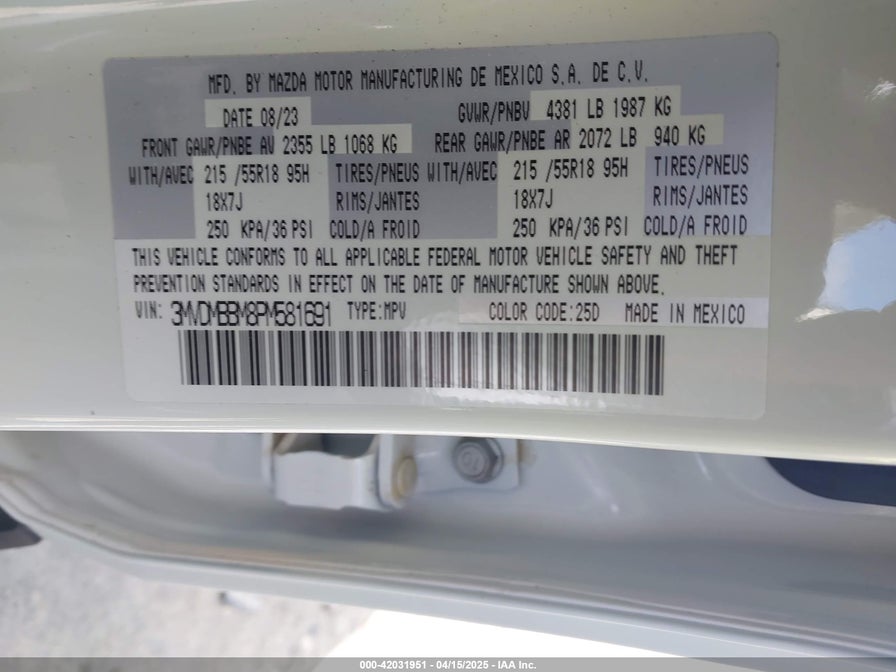 MFD. BY MAZDA MOTOR MANUFACTURING DE MEXICO S.A. DE C.V.
DATE 08/23 GVWR/PNBV 4381 LB 1987 KG
FRONT GAWR/PNBE AV 2355 LB 1068 KG REAR GAWR/PNBE AR 2072 LB 940 KG
WITH/AVEC 215 /55R18 95H TIRES/PNEUS WITH/AVEC 215 /55R18 95H TIRES/PNEUS
18X7J RIMS/JANTES 18X7J RIMS/JANTES
250 KPA/36 PSI COLD/A FROID 250 KPA/36 PSI COLD/A FROID
THIS VEHICLE CONFORMS TO ALL APPLICABLE FEDERAL MOTOR VEHICLE SAFETY AND THEFT
PREVENTION STANDARDS IN EFFECT ON THE DATE OF MANUFACTURE SHOWN ABOVE.
VIN: 3MVDMBBM8PM581691 TYPE:MPV COLOR CODE:25D MADE IN MEXICO
000-42031951 - 04/15/2025 - IAA Inc.